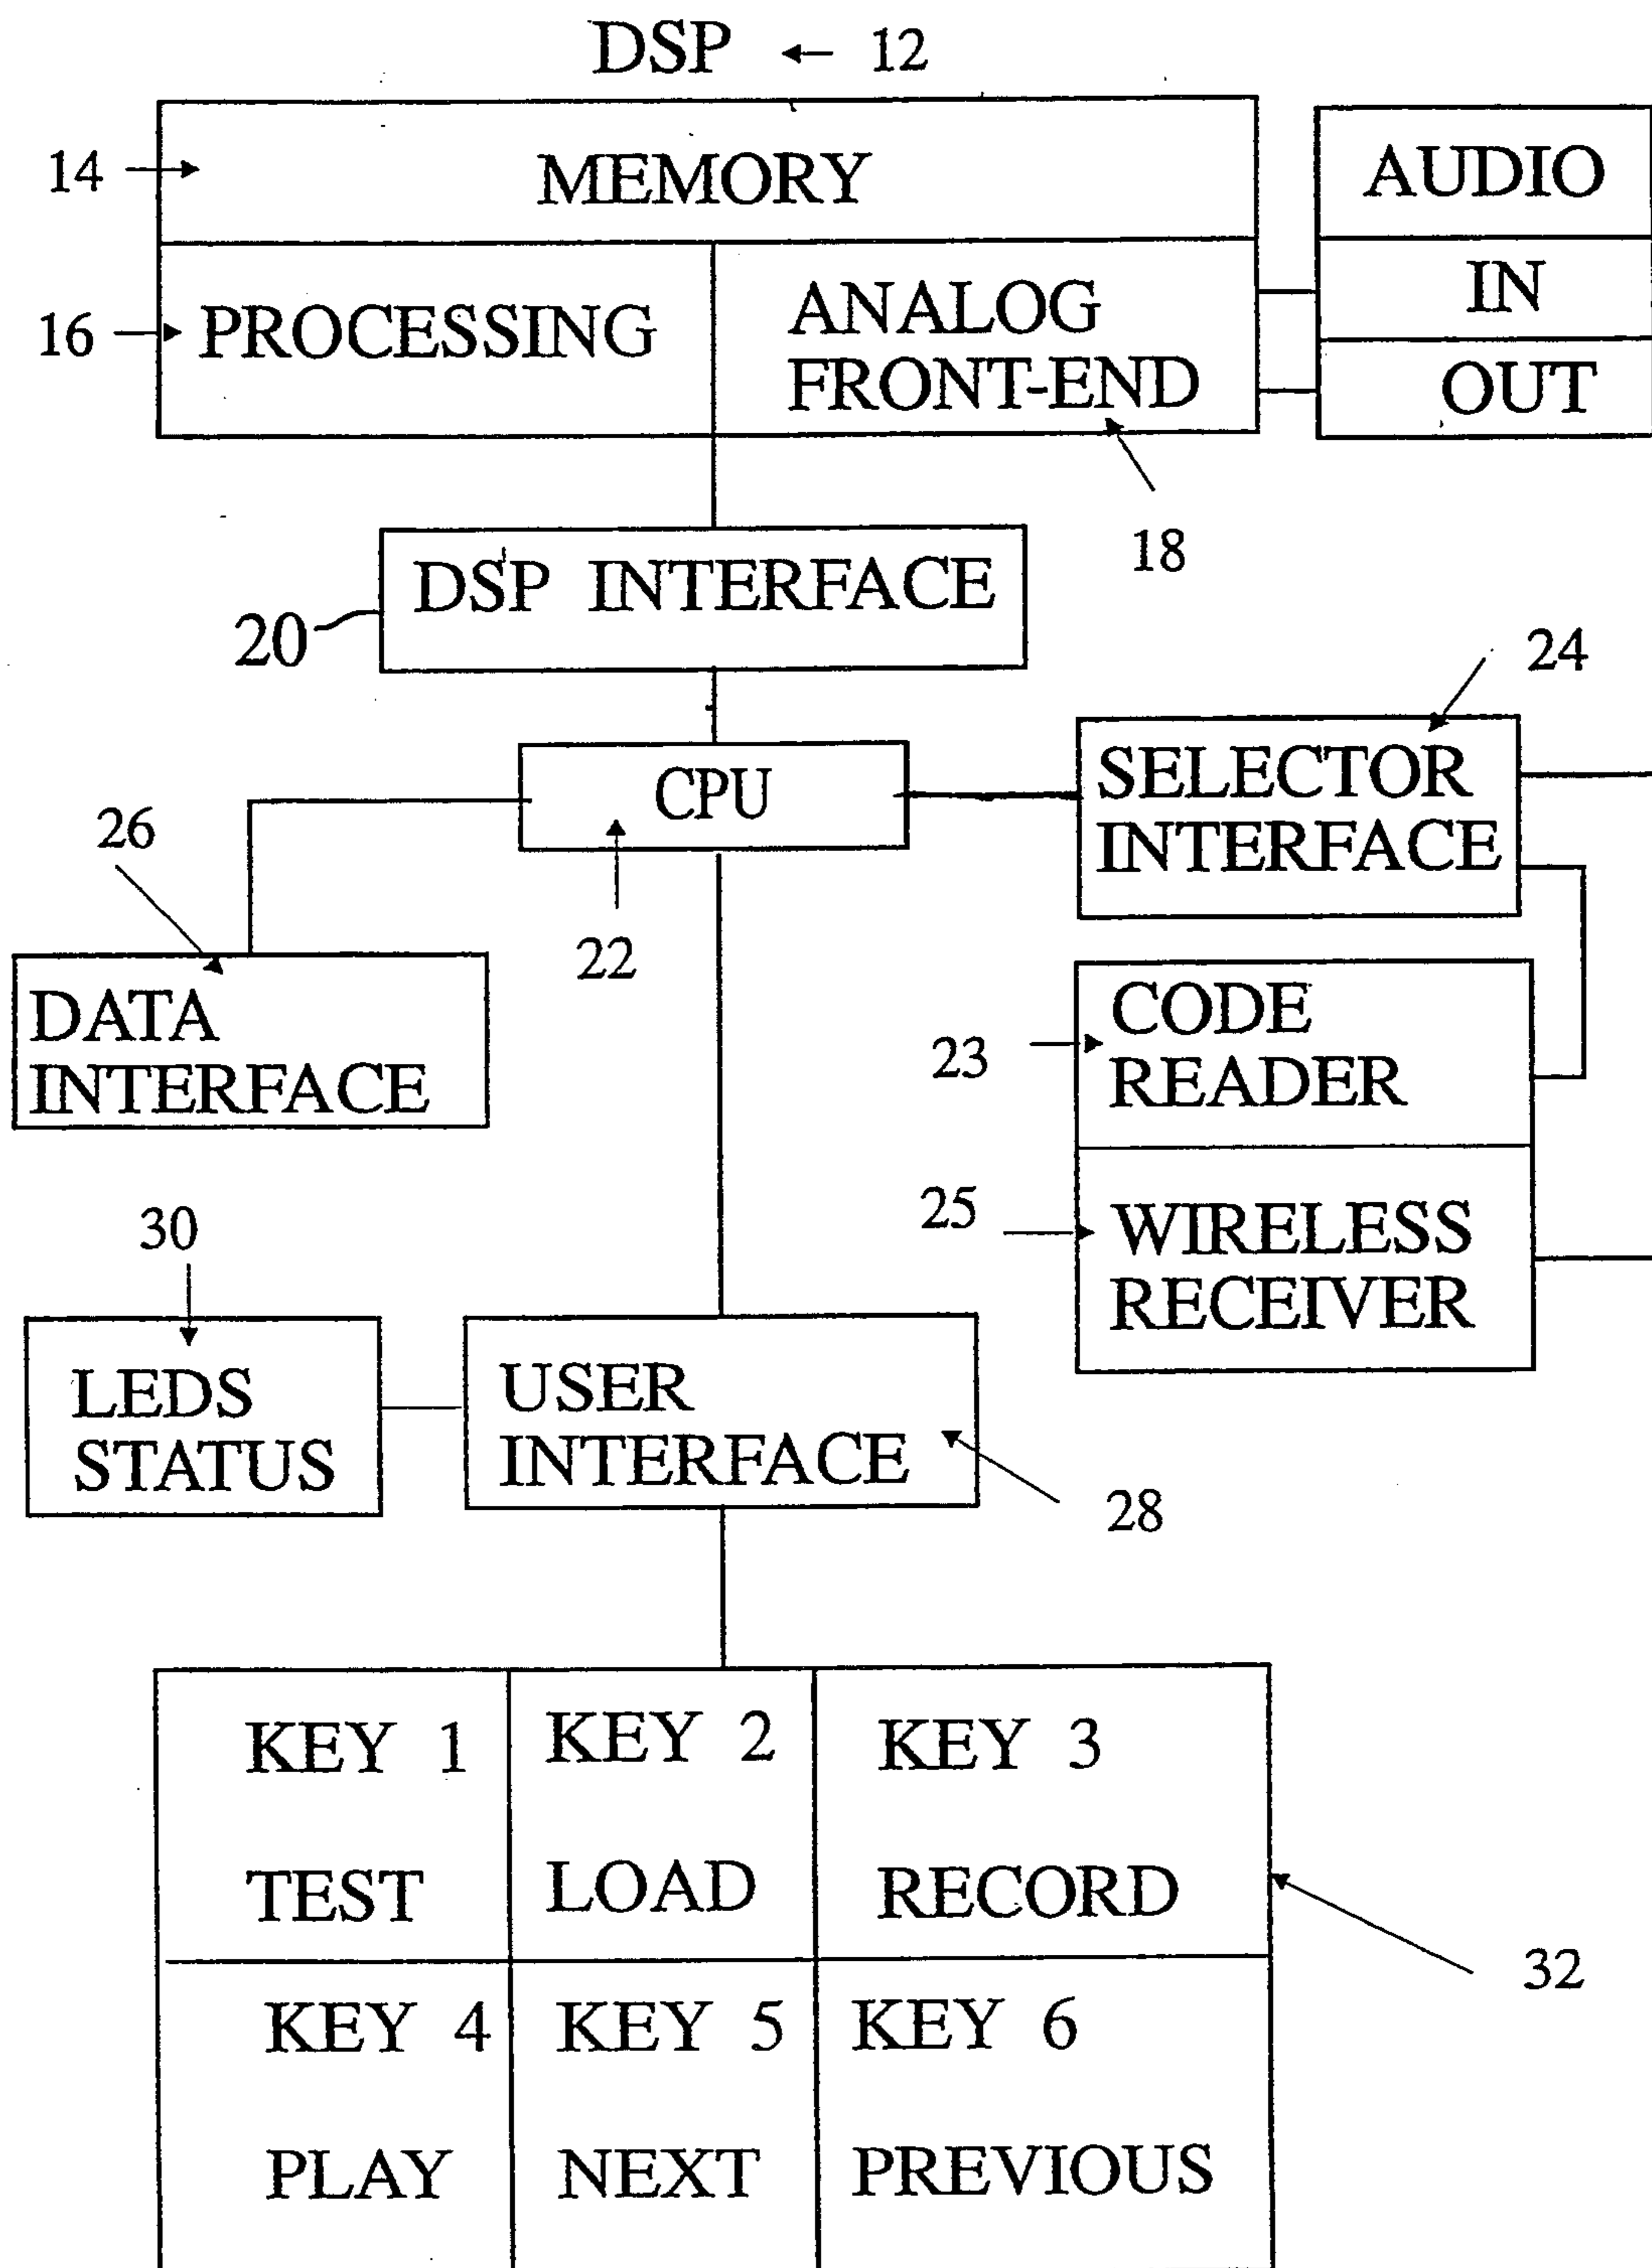 DSP 12
14
MEMORY
AUDIO
IN
OUT
16
PROCESSING
ANALOG
FRONT-END
18
DSP INTERFACE
20
24
CPU
22
SELECTOR
INTERFACE
26
DATA
INTERFACE
23
CODE
READER
25
WIRELESS
RECEIVER
30
LEDS
STATUS
USER
INTERFACE
28
KEY 1
TEST
KEY 2
LOAD
KEY 3
RECORD
32
KEY 4
PLAY
KEY 5
NEXT
KEY 6
PREVIOUS